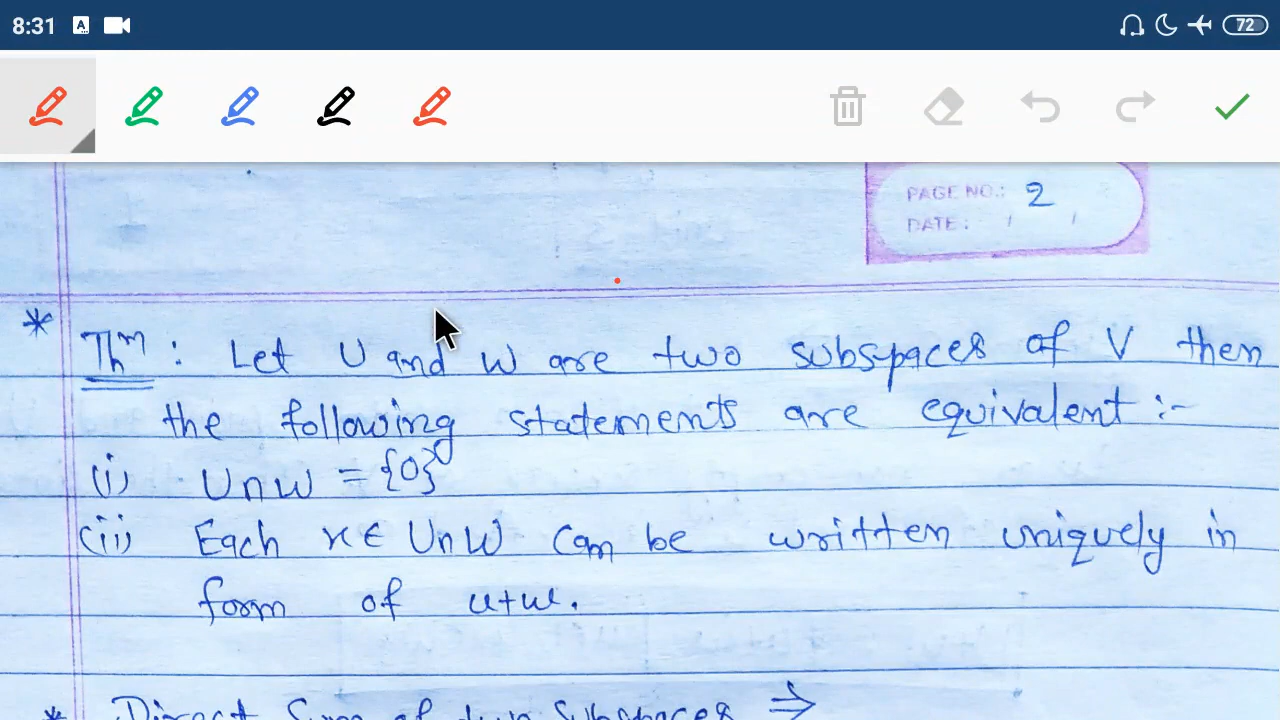 8:31
72
PAGE NO.: 2
DATE: / /
* Thm : Let U and W are two subspaces of V then
the following statements are equivalent :-
(i) U∩W = {0}
(ii) Each x∈ U∩W can be written uniquely in
form of u+w.
* Direct Sum of two Subspaces ⇒